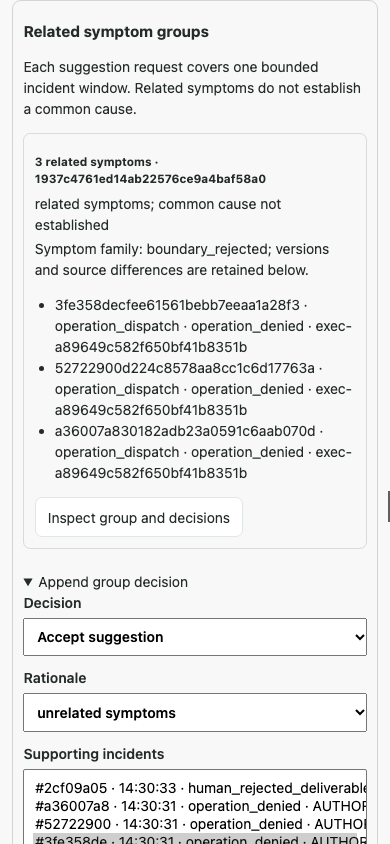 Related symptom groups
Each suggestion request covers one bounded
incident window. Related symptoms do not establish
a common cause.
3 related symptoms ·
1937c4761ed14ab22576ce9a4baf58a0
related symptoms; common cause not
established
Symptom family: boundary_rejected; versions
and source differences are retained below.
• 3fe358decfee61561bebb7eeaa1a28f3 ·
operation_dispatch · operation_denied · exec-
a89649c582f650bf41b8351b
• 52722900d224c8578aa8cc1c6d17763a ·
operation_dispatch · operation_denied · exec-
a89649c582f650bf41b8351b
• a36007a830182adb23a0591c6aab070d ·
operation_dispatch · operation_denied · exec-
a89649c582f650bf41b8351b
Inspect group and decisions
▼ Append group decision
Decision
Accept suggestion
Rationale
unrelated symptoms
Supporting incidents
#2cf09a05 · 14:30:33 · human_rejected_deliverable
#a36007a8 · 14:30:31 · operation_denied · AUTHOR
#52722900 · 14:30:31 · operation_denied · AUTHOR
#3fe358de · 14:30:31 · operation_denied · AUTHOR